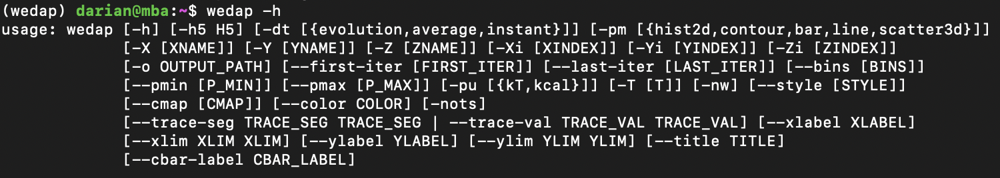 (wedap) darian@mba:~$ wedap -h
usage: wedap [-h] [-h5 H5] [-dt [{evolution,average,instant}]] [-pm [{hist2d,contour,bar,line,scatter3d}]]
[-X [XNAME]] [-Y [YNAME]] [-Z [ZNAME]] [-Xi [XINDEX]] [-Yi [YINDEX]] [-Zi [ZINDEX]]
[-o OUTPUT_PATH] [--first-iter [FIRST_ITER]] [--last-iter [LAST_ITER]] [--bins [BINS]]
[--pmin [P_MIN]] [--pmax [P_MAX]] [-pu [{kT,kcal}]] [-T [T]] [-nw] [--style [STYLE]]
[--cmap [CMAP]] [--color COLOR] [-nots]
[--trace-seg TRACE_SEG TRACE_SEG | --trace-val TRACE_VAL TRACE_VAL] [--xlabel XLABEL]
[--xlim XLIM XLIM] [--ylabel YLABEL] [--ylim YLIM YLIM] [--title TITLE]
[--cbar-label CBAR_LABEL]